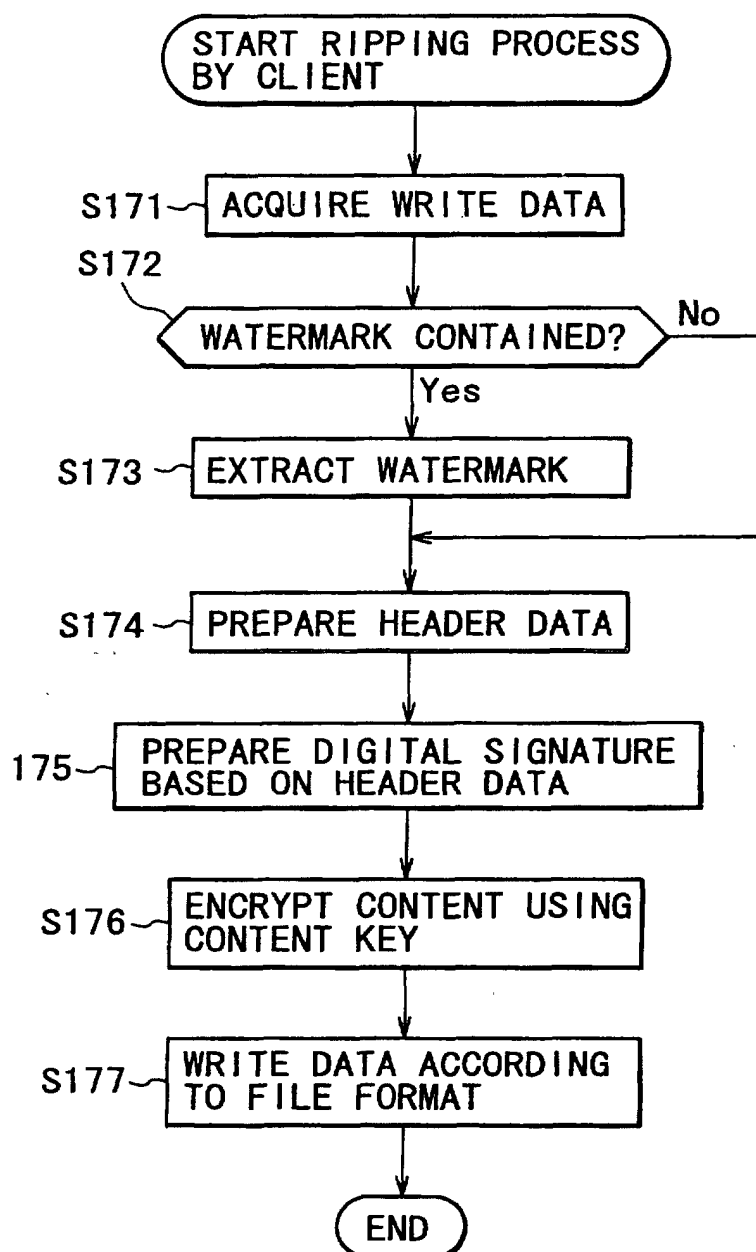 START RIPPING PROCESS
BY CLIENT
S171
ACQUIRE WRITE DATA
S172
WATERMARK CONTAINED?
No
Yes
S173
EXTRACT WATERMARK
S174
PREPARE HEADER DATA
175
PREPARE DIGITAL SIGNATURE
BASED ON HEADER DATA
S176
ENCRYPT CONTENT USING
CONTENT KEY
S177
WRITE DATA ACCORDING
TO FILE FORMAT
END